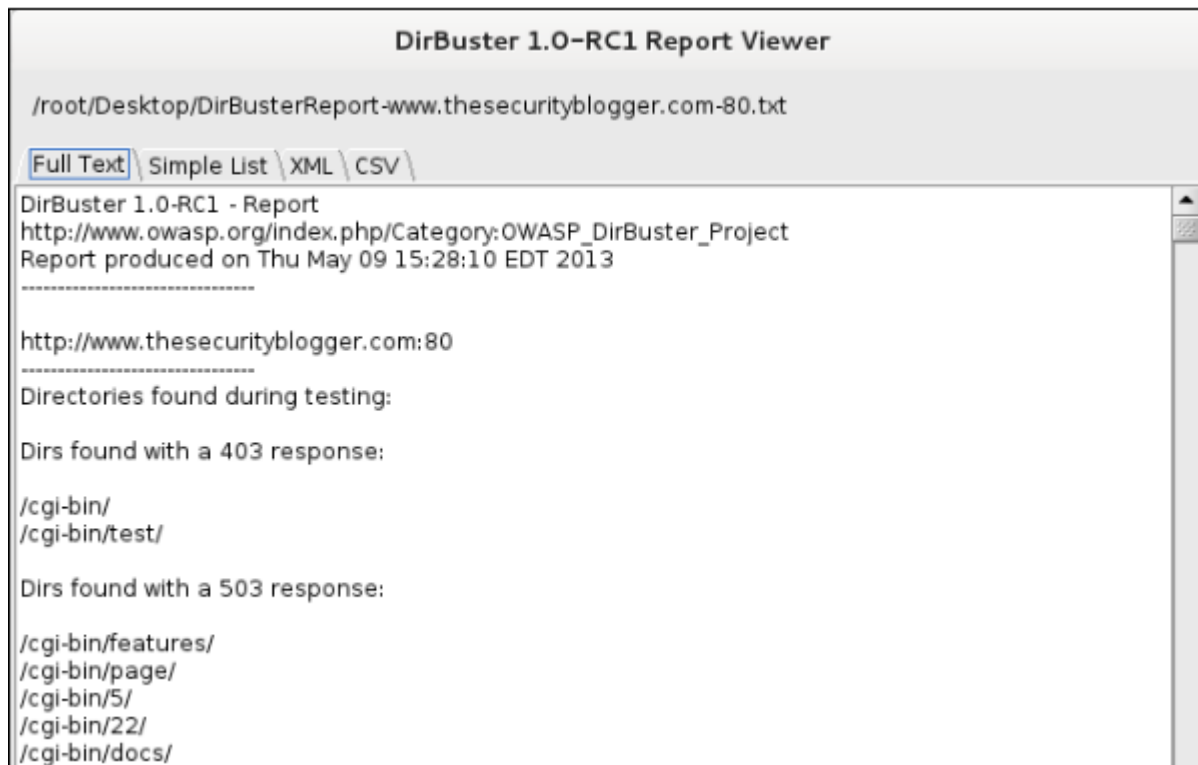 DirBuster 1.0-RC1 Report Viewer
/root/Desktop/DirBusterReport-www.thesecurityblogger.com-80.txt
Full Text \ Simple List \ XML \ CSV \
DirBuster 1.0-RC1 - Report
http://www.owasp.org/index.php/Category:OWASP_DirBuster_Project
Report produced on Thu May 09 15:28:10 EDT 2013
--------------------------------
http://www.thesecurityblogger.com:80
--------------------------------
Directories found during testing:
Dirs found with a 403 response:
/cgi-bin/
/cgi-bin/test/
Dirs found with a 503 response:
/cgi-bin/features/
/cgi-bin/page/
/cgi-bin/5/
/cgi-bin/22/
/cgi-bin/docs/